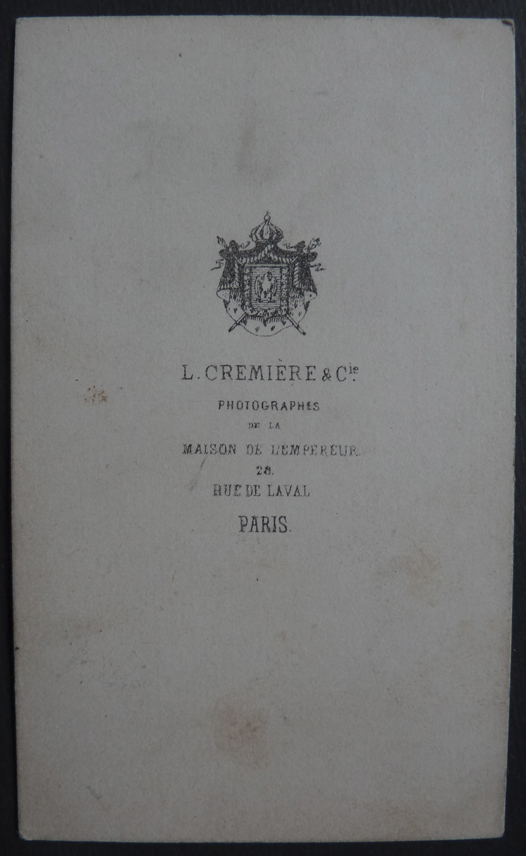 L. CREMIÈRE & Cie.
PHOTOGRAPHES
DE LA
MAISON DE L'EMPEREUR.
28.
RUE DE LAVAL
PARIS.